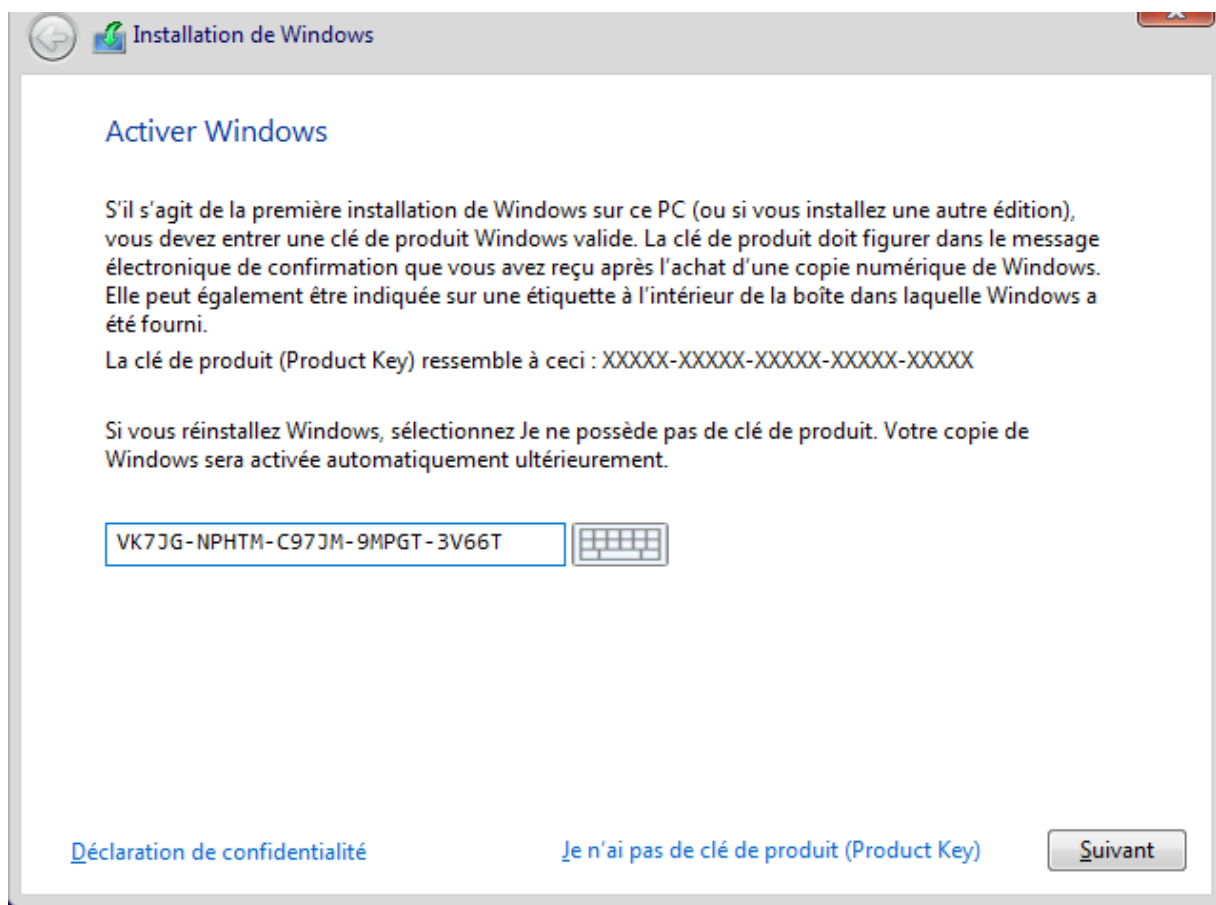 Installation de Windows
Activer Windows
S'il s'agit de la première installation de Windows sur ce PC (ou si vous installez une autre édition),
vous devez entrer une clé de produit Windows valide. La clé de produit doit figurer dans le message
électronique de confirmation que vous avez reçu après l'achat d'une copie numérique de Windows.
Elle peut également être indiquée sur une étiquette à l'intérieur de la boîte dans laquelle Windows a
été fourni.
La clé de produit (Product Key) ressemble à ceci : XXXXX-XXXXX-XXXXX-XXXXX-XXXXX
Si vous réinstallez Windows, sélectionnez Je ne possède pas de clé de produit. Votre copie de
Windows sera activée automatiquement ultérieurement.
VK7JG-NPHTM-C97JM-9MPGT-3V66T
Déclaration de confidentialité
Je n'ai pas de clé de produit (Product Key)
Suivant